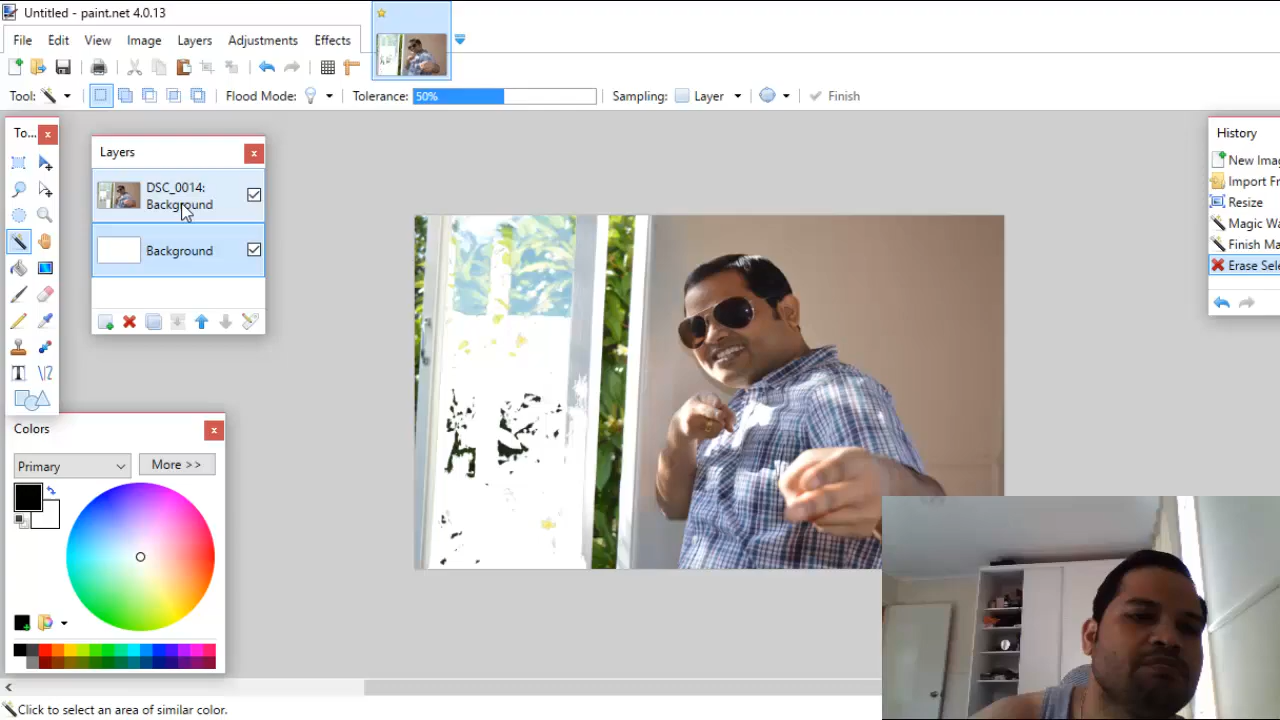 Untitled - paint.net 4.0.13
File Edit View Image Layers Adjustments Effects
Tool: Flood Mode: Tolerance: 50% Sampling: Layer Finish
To... x
Layers x
DSC_0014:
Background
Background
History
New Imag
Import Fr
Resize
Magic Wa
Finish Ma
Erase Sele
Colors x
Primary More >>
Click to select an area of similar color.